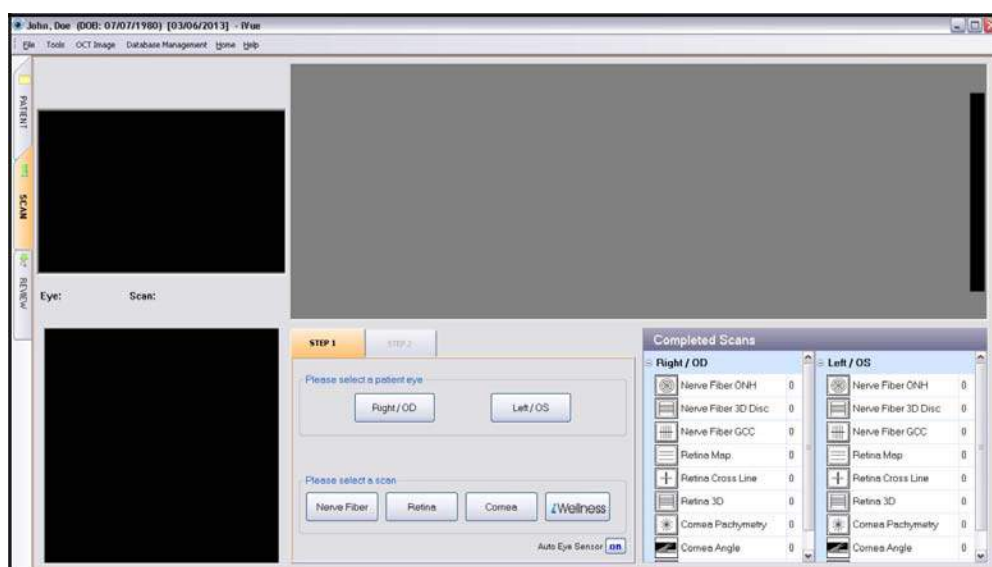 John, Doe (DOB: 07/07/1980) [03/06/2013] - iVue
File Tools OCT Image Database Management Home Help
PATIENT
SCAN
REVIEW
Eye: Scan:
STEP 1 STEP 2
Please select a patient eye
Right / OD Left / OS
Please select a scan
Nerve Fiber Retina Cornea iWellness
Auto Eye Sensor on
Completed Scans
Right / OD
Nerve Fiber ONH 0
Nerve Fiber 3D Disc 0
Nerve Fiber GCC 0
Retina Map 0
Retina Cross Line 0
Retina 3D 0
Cornea Pachymetry 0
Cornea Angle 0
Left / OS
Nerve Fiber ONH 0
Nerve Fiber 3D Disc 0
Nerve Fiber GCC 0
Retina Map 0
Retina Cross Line 0
Retina 3D 0
Cornea Pachymetry 0
Cornea Angle 0